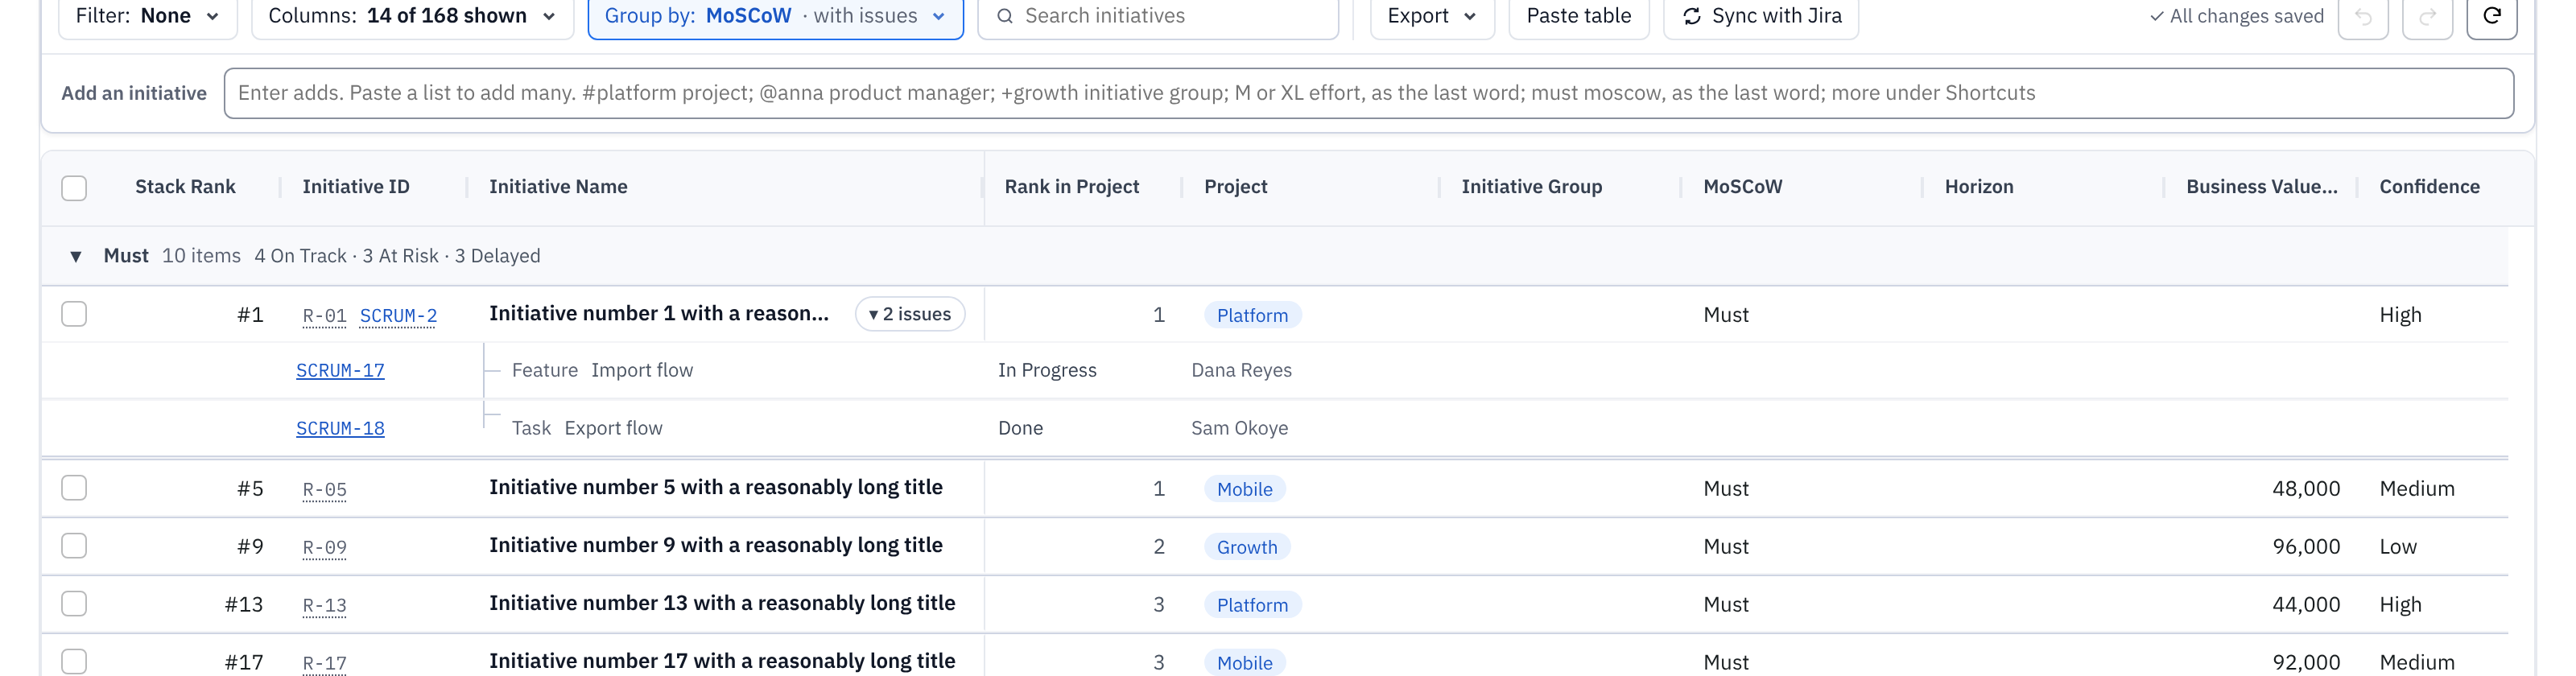 Filter: None Columns: 14 of 168 shown Group by: MoSCoW · with issues Search initiatives Export Paste table Sync with Jira ✓ All changes saved
Add an initiative Enter adds. Paste a list to add many. #platform project; @anna product manager; +growth initiative group; M or XL effort, as the last word; must moscow, as the last word; more under Shortcuts
Stack Rank Initiative ID Initiative Name Rank in Project Project Initiative Group MoSCoW Horizon Business Value... Confidence
▼ Must 10 items 4 On Track · 3 At Risk · 3 Delayed
#1 R-01 SCRUM-2 Initiative number 1 with a reason... ▾ 2 issues 1 Platform Must High
SCRUM-17 Feature Import flow In Progress Dana Reyes
SCRUM-18 Task Export flow Done Sam Okoye
#5 R-05 Initiative number 5 with a reasonably long title 1 Mobile Must 48,000 Medium
#9 R-09 Initiative number 9 with a reasonably long title 2 Growth Must 96,000 Low
#13 R-13 Initiative number 13 with a reasonably long title 3 Platform Must 44,000 High
#17 R-17 Initiative number 17 with a reasonably long title 3 Mobile Must 92,000 Medium